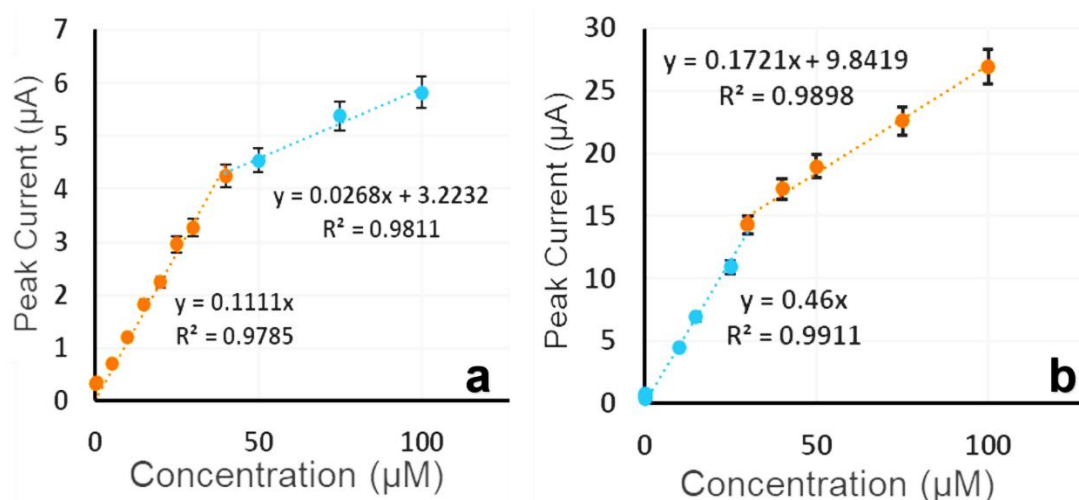 7
6
5
4
3
2
1
0
Peak Current (µA)
y = 0.0268x + 3.2232
R² = 0.9811
y = 0.1111x
R² = 0.9785
a
0 50 100
Concentration (µM)
30
25
20
15
10
5
0
Peak Current (µA)
y = 0.1721x + 9.8419
R² = 0.9898
y = 0.46x
R² = 0.9911
b
0 50 100
Concentration (µM)